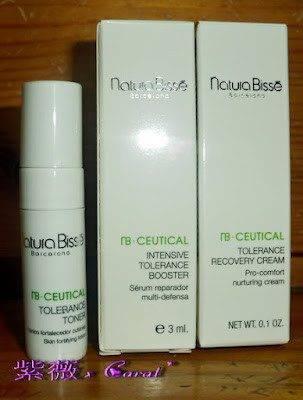 Natura Bissé
Barcelona
NB·CEUTICAL
TOLERANCE
TONER
Skin fortifying
Natura Bissé
Barcelona
NB·CEUTICAL
INTENSIVE
TOLERANCE
BOOSTER
Sérum reparador
multi-defensa
e 3 ml.
Natura Bissé
Barcelona
NB·CEUTICAL
TOLERANCE
RECOVERY CREAM
Pro-comfort
nurturing cream
NET WT. 0.1 OZ.
紫薇 x Coral